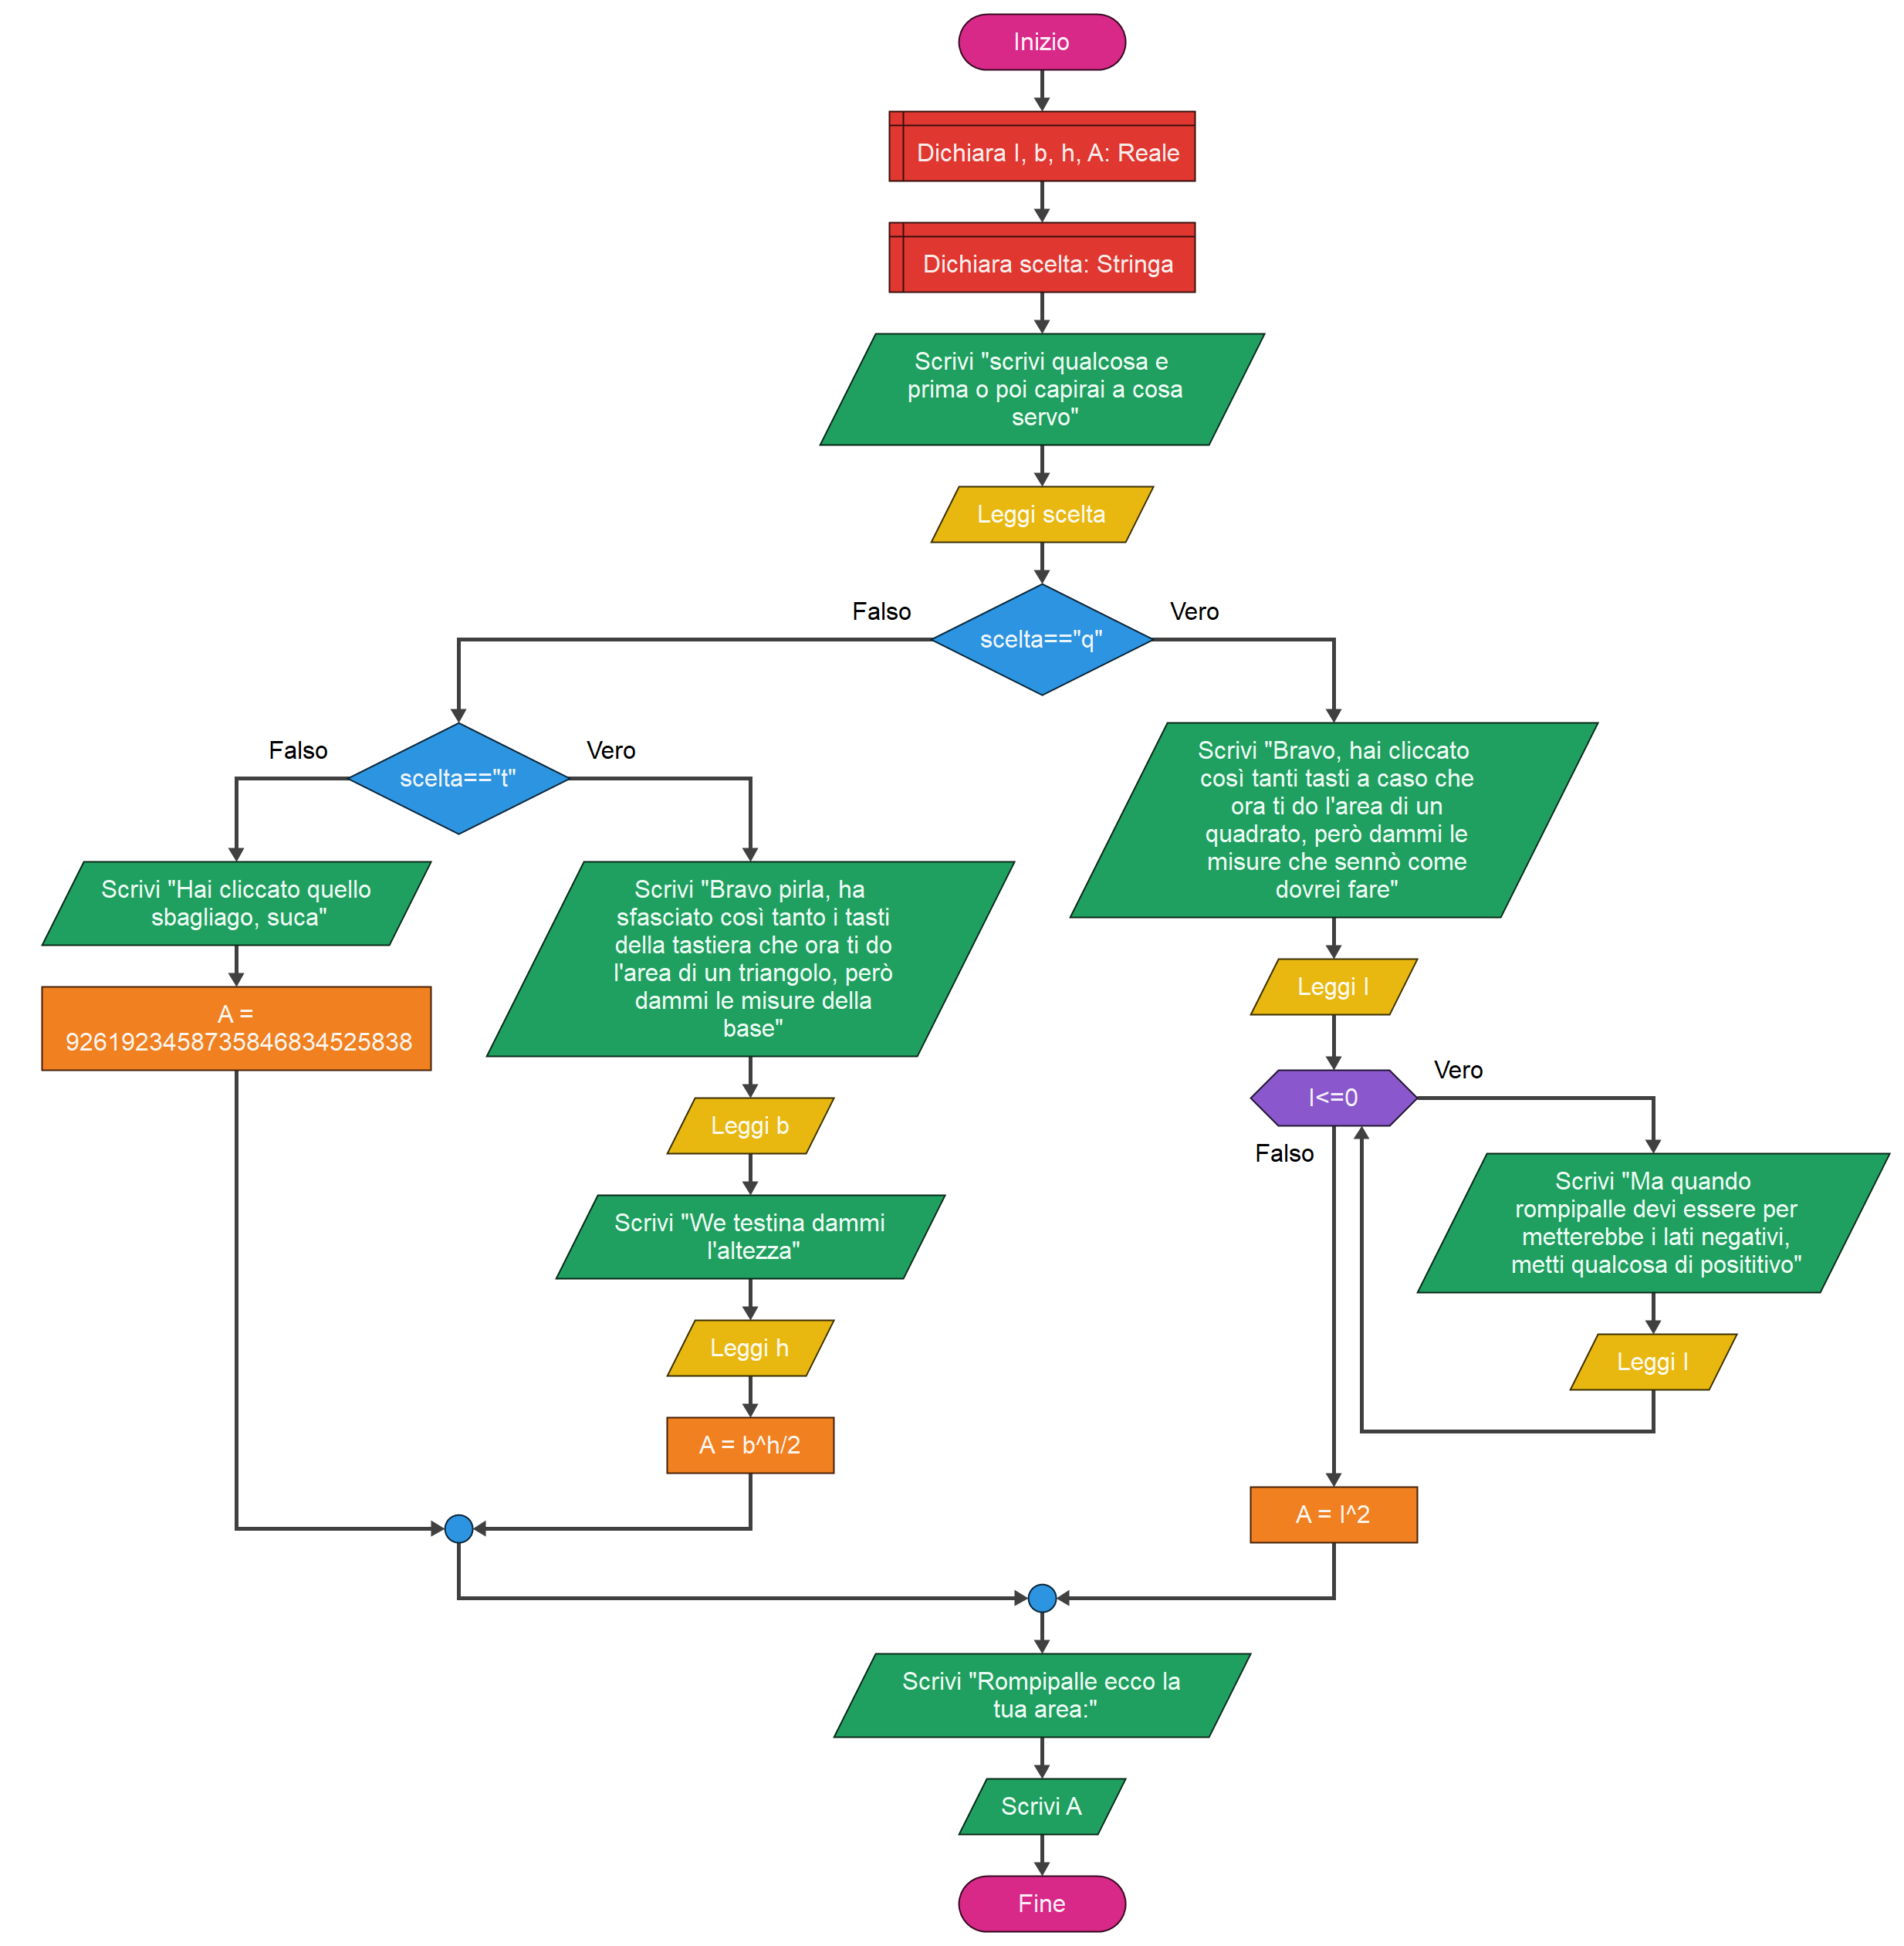 Inizio
Dichiara l, b, h, A: Reale
Dichiara scelta: Stringa
Scrivi "scrivi qualcosa e
prima o poi capirai a cosa
servo"
Leggi scelta
Falso
Vero
scelta=="q"
Falso
Vero
scelta=="t"
Scrivi "Bravo, hai cliccato
così tanti tasti a caso che
ora ti do l'area di un
quadrato, però dammi le
misure che sennò come
dovrei fare"
Scrivi "Hai cliccato quello
sbagliago, suca"
Scrivi "Bravo pirla, ha
sfasciato così tanto i tasti
della tastiera che ora ti do
l'area di un triangolo, però
dammi le misure della
base"
Leggi l
A =
9261923458735846834525838
Vero
l<=0
Falso
Leggi b
Scrivi "Ma quando
rompipalle devi essere per
metterebbe i lati negativi,
metti qualcosa di posititivo"
Scrivi "We testina dammi
l'altezza"
Leggi h
Leggi l
A = b^h/2
A = l^2
Scrivi "Rompipalle ecco la
tua area:"
Scrivi A
Fine